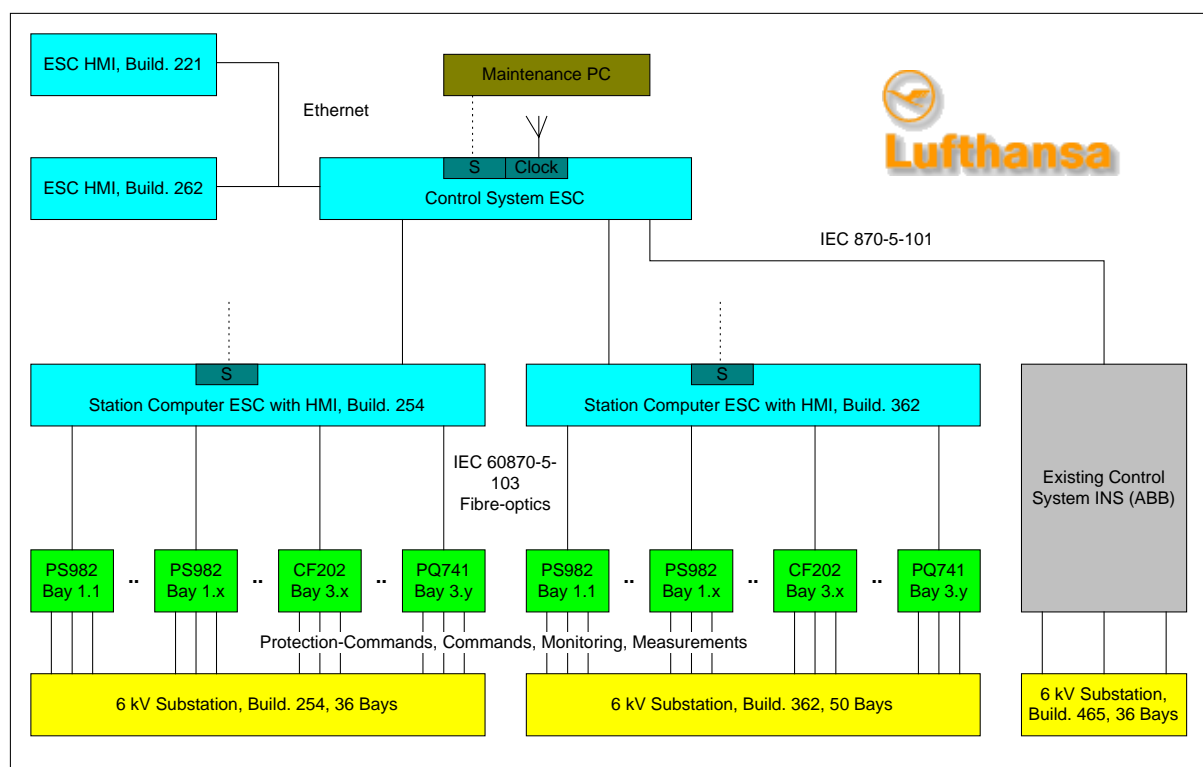 ESC HMI, Build. 221
Maintenance PC
Ethernet
Lufthansa
ESC HMI, Build. 262
S
Clock
Control System ESC
IEC 870-5-101
S
Station Computer ESC with HMI, Build. 254
S
Station Computer ESC with HMI, Build. 362
IEC 60870-5-
103
Fibre-optics
Existing Control
System INS (ABB)
PS982
Bay 1.1
..
PS982
Bay 1.x
..
CF202
Bay 3.x
..
PQ741
Bay 3.y
PS982
Bay 1.1
..
PS982
Bay 1.x
..
CF202
Bay 3.x
..
PQ741
Bay 3.y
Protection-Commands, Commands, Monitoring, Measurements
6 kV Substation, Build. 254, 36 Bays
6 kV Substation, Build. 362, 50 Bays
6 kV Substation,
Build. 465, 36 Bays